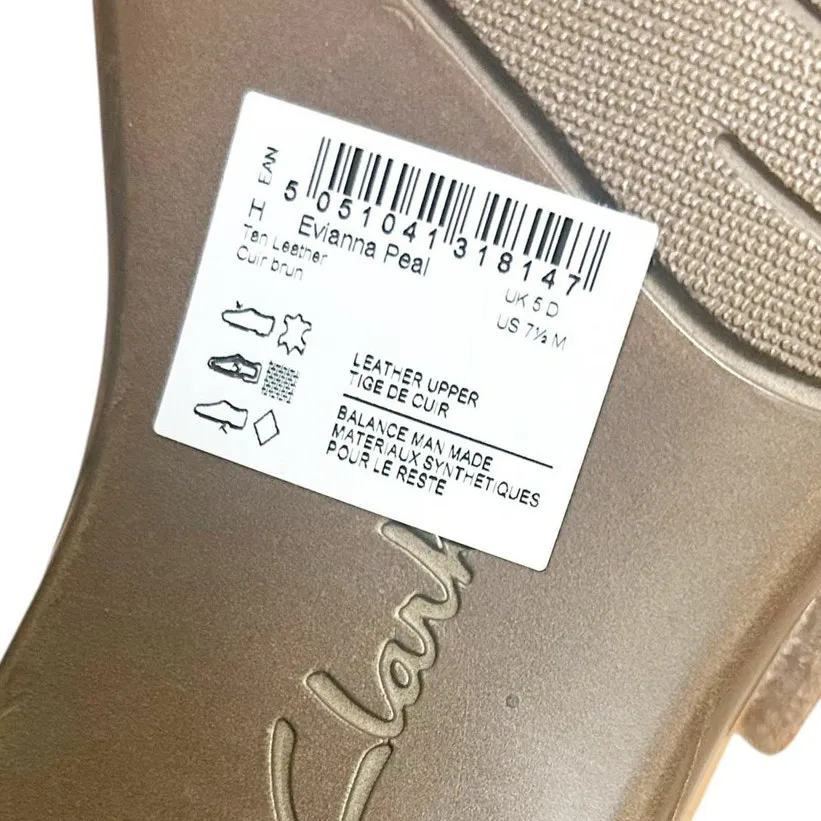 EAN
5 051041 318147
H Evianna Peal
Tan Leather
Cuir brun
UK 5 D
US 7½ M
LEATHER UPPER
TIGE DE CUIR
BALANCE MAN MADE
MATERIAUX SYNTHETIQUES
POUR LE RESTE
Clark